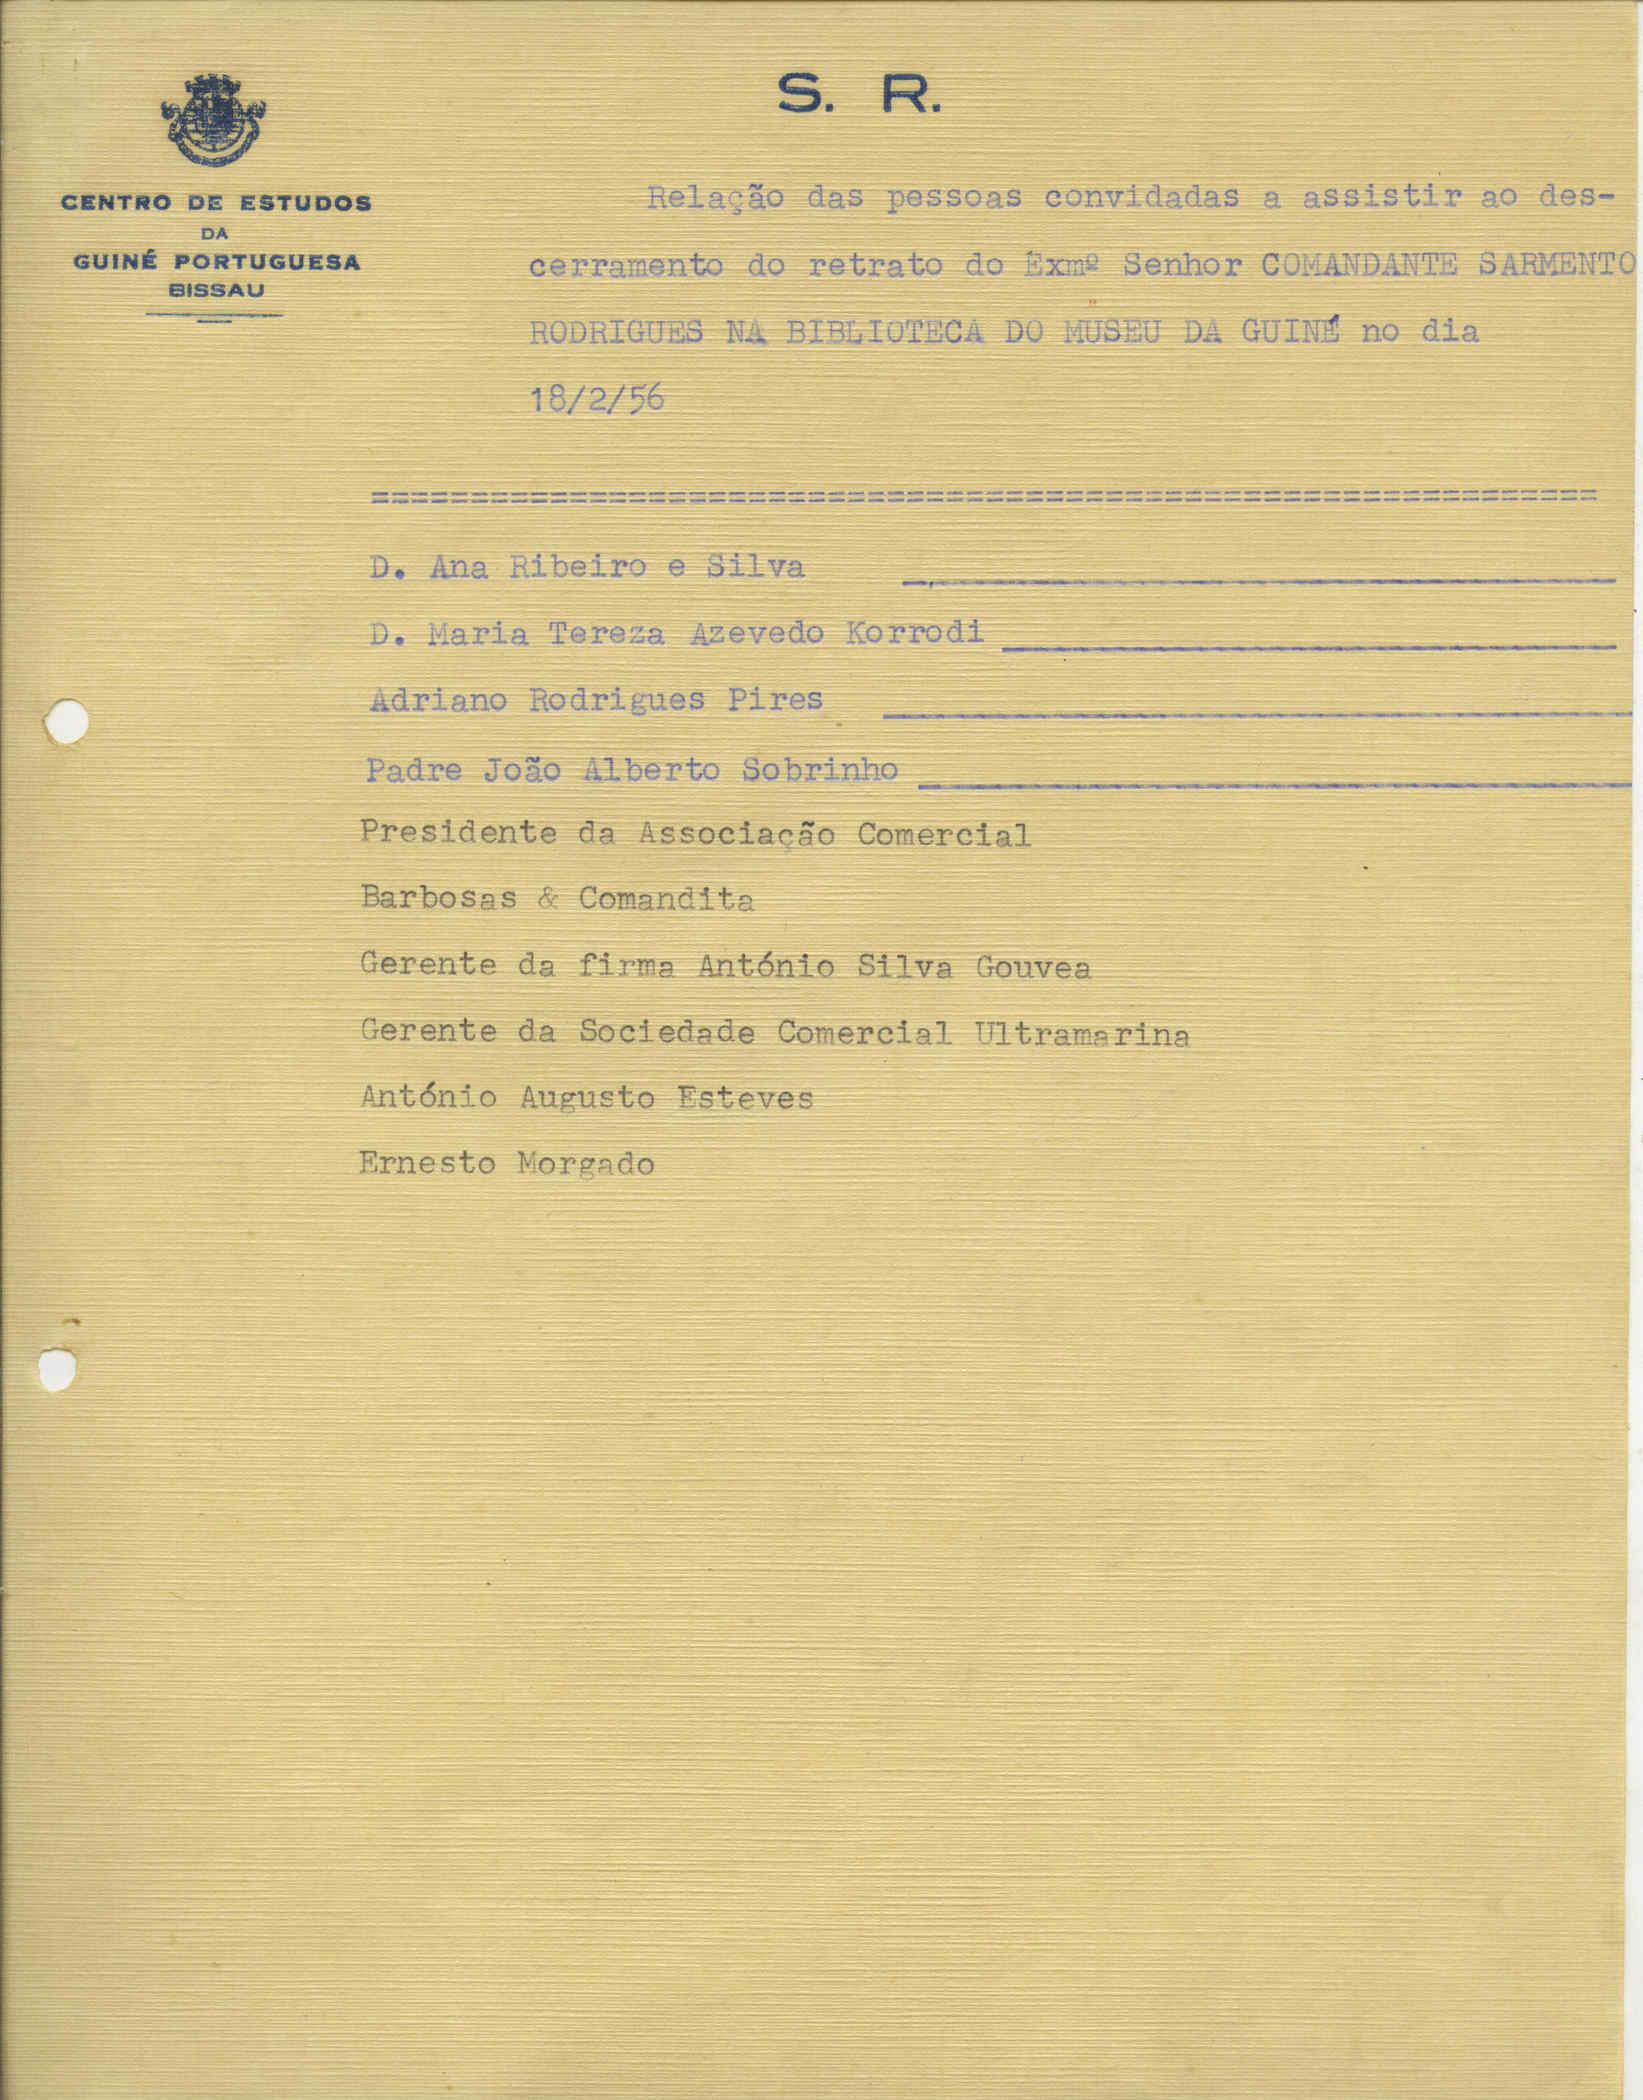 S. R.
CENTRO DE ESTUDOS
DA
GUINÉ PORTUGUESA
BISSAU
Relação das pessoas convidadas a assistir ao des-
cerramento do retrato do Exmº Senhor COMANDANTE SARMENTO
RODRIGUES NA BIBLIOTECA DO MUSEU DA GUINÉ no dia
18/2/56
==============================================================
D. Ana Ribeiro e Silva
D. Maria Tereza Azevedo Korrodi
Adriano Rodrigues Pires
Padre João Alberto Sobrinho
Presidente da Associação Comercial
Barbosas & Comandita
Gerente da firma António Silva Gouvea
Gerente da Sociedade Comercial Ultramarina
António Augusto Esteves
Ernesto Morgado